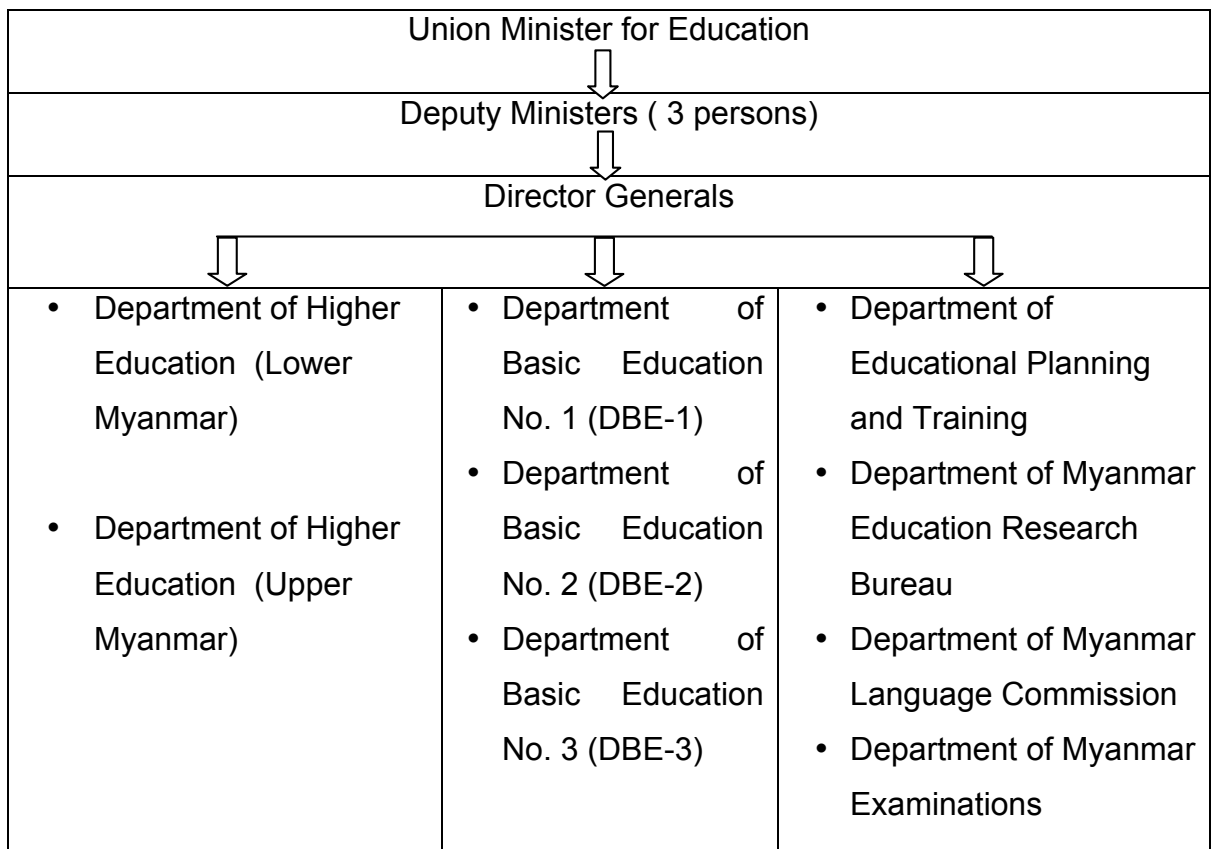 Union Minister for Education
Deputy Ministers ( 3 persons)
Director Generals
• Department of Higher
Education (Lower
Myanmar)
• Department of Higher
Education (Upper
Myanmar)
• Department of
Basic Education
No. 1 (DBE-1)
• Department of
Basic Education
No. 2 (DBE-2)
• Department of
Basic Education
No. 3 (DBE-3)
• Department of
Educational Planning
and Training
• Department of Myanmar
Education Research
Bureau
• Department of Myanmar
Language Commission
• Department of Myanmar
Examinations